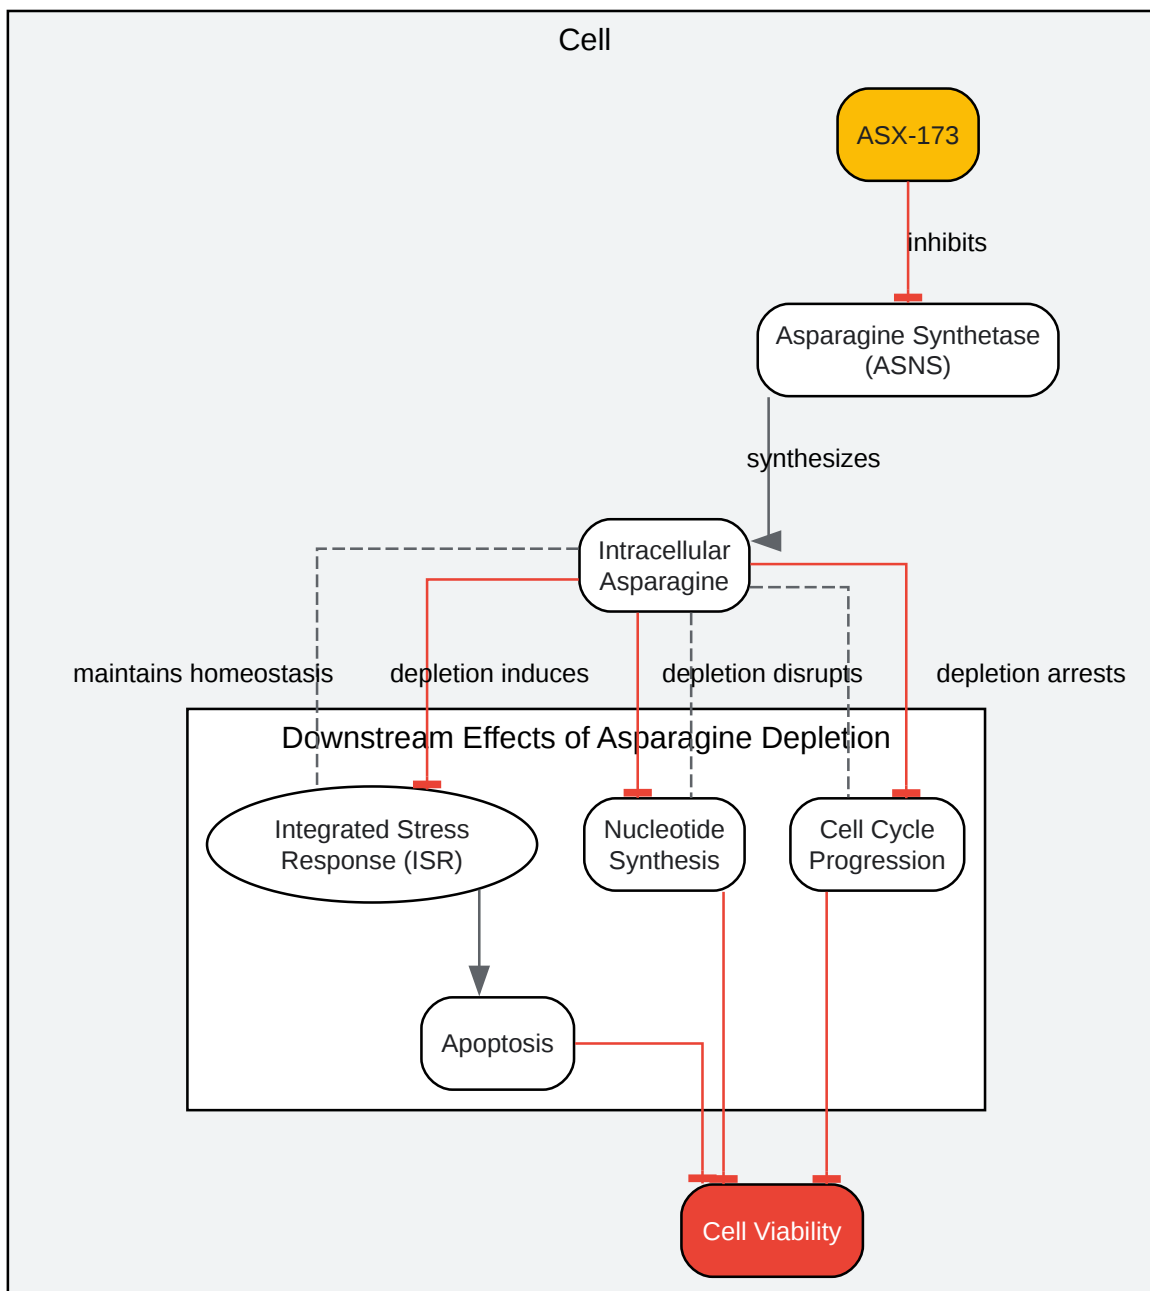 Cell
ASX-173
inhibits
Asparagine Synthetase
(ASNS)
synthesizes
Intracellular
Asparagine
maintains homeostasis
depletion induces
depletion disrupts
depletion arrests
Downstream Effects of Asparagine Depletion
Integrated Stress
Response (ISR)
Nucleotide
Synthesis
Cell Cycle
Progression
Apoptosis
Cell Viability